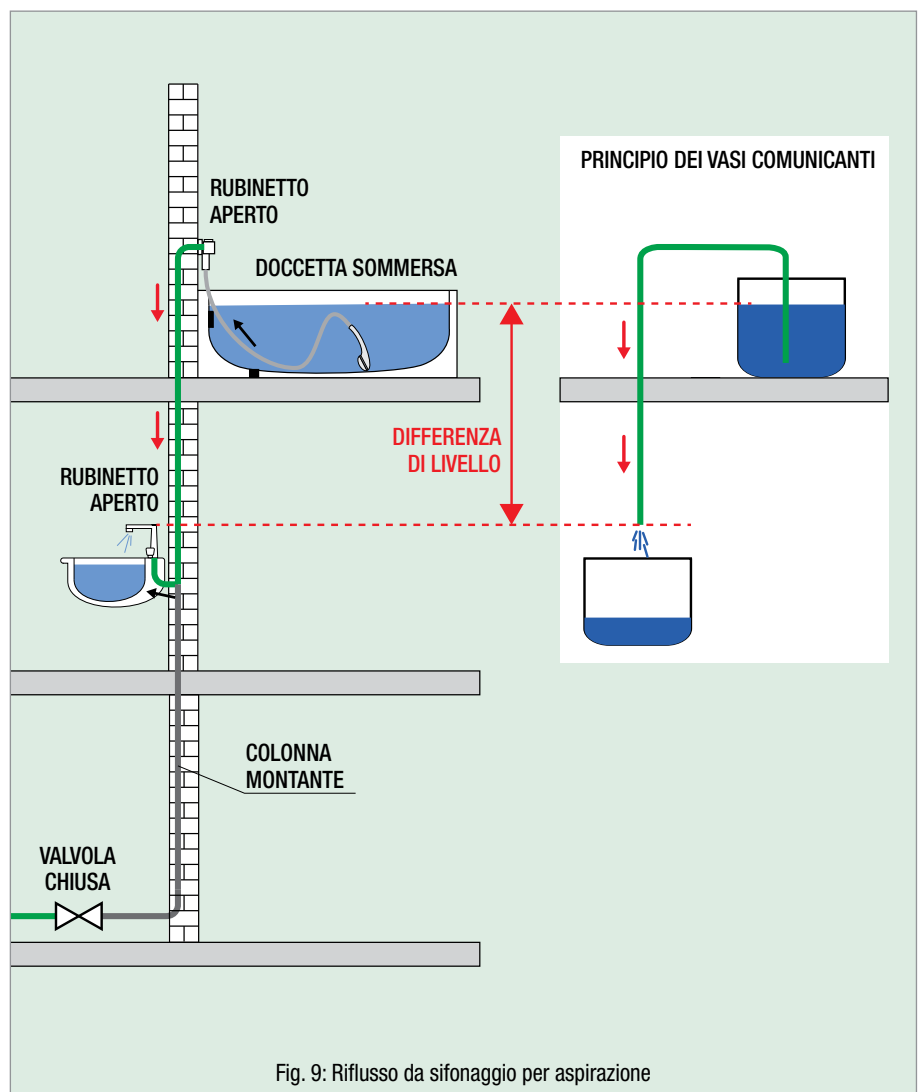 PRINCIPIO DEI VASI COMUNICANTI
RUBINETTO
APERTO
DOCCETTA SOMMERSA
DIFFERENZA
DI LIVELLO
RUBINETTO
APERTO
COLONNA
MONTANTE
VALVOLA
CHIUSA
Fig. 9: Riflusso da sifonaggio per aspirazione